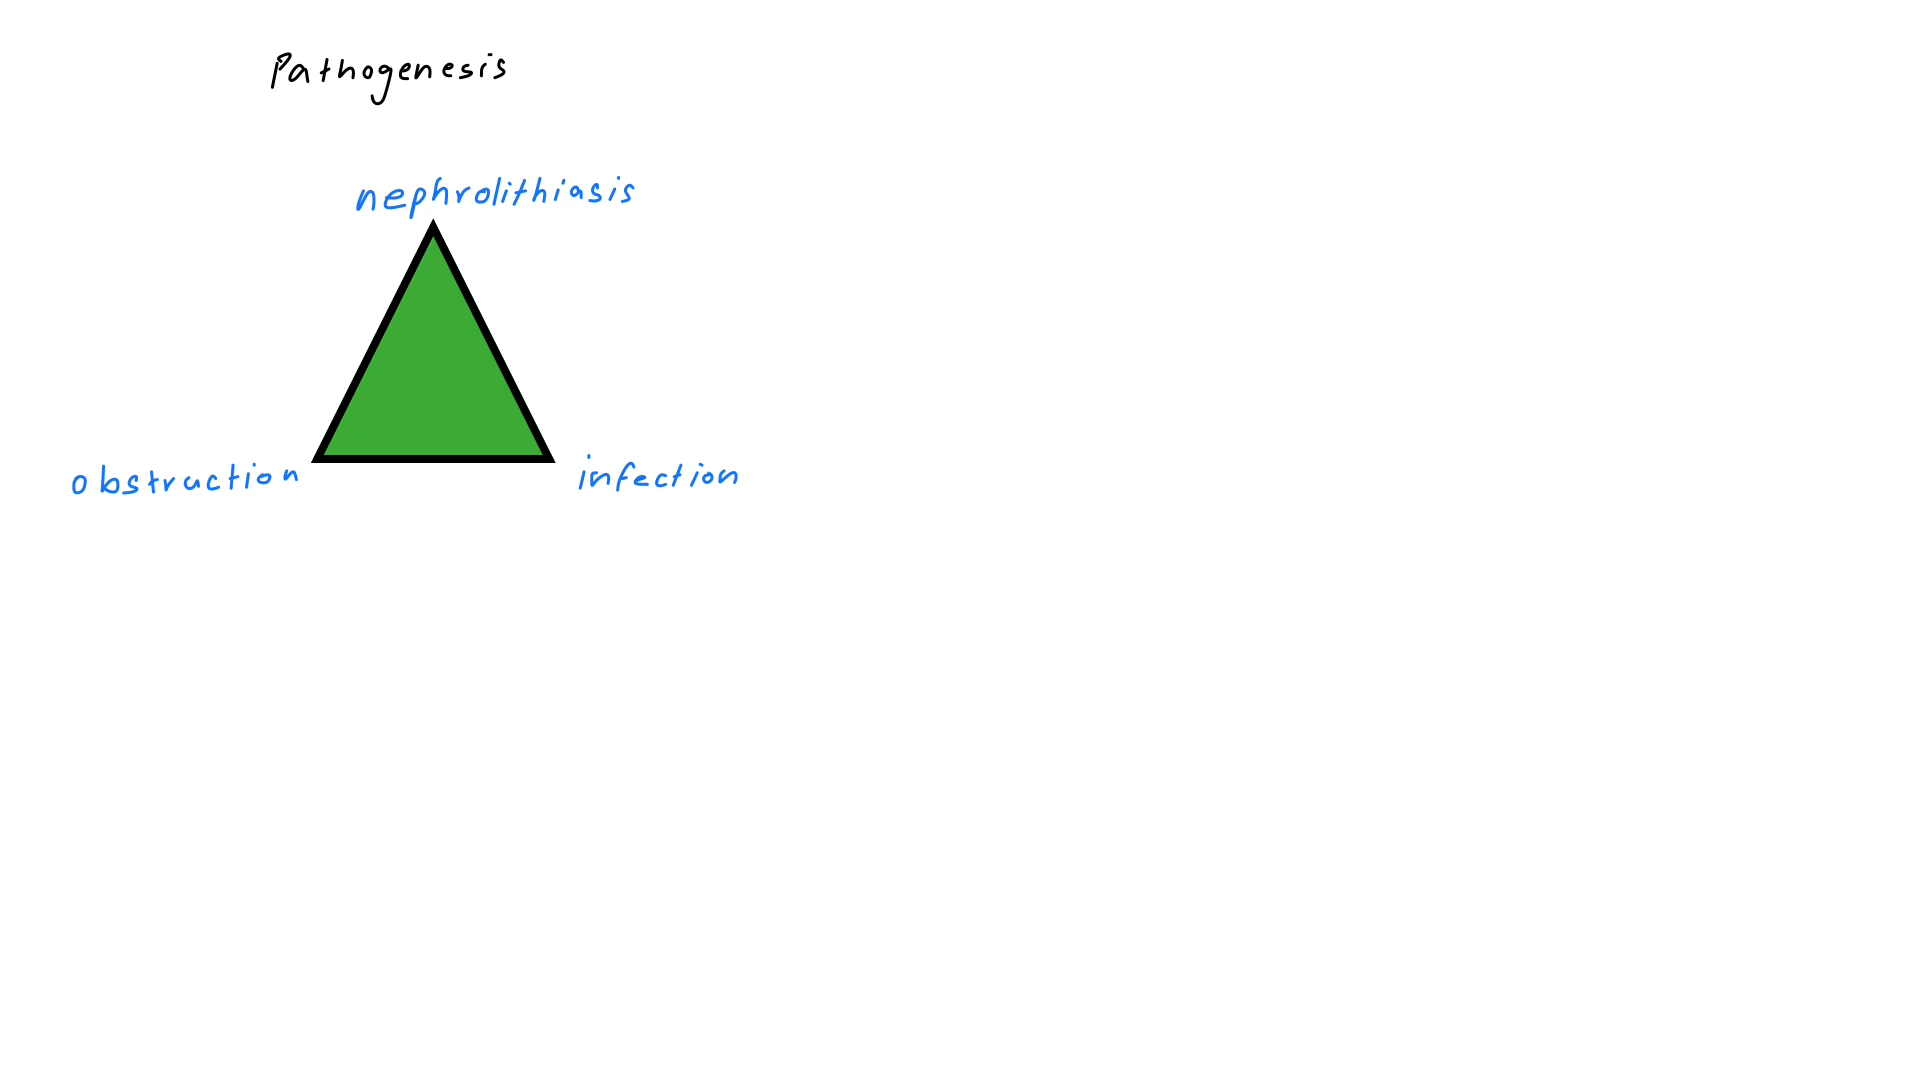 Pathogenesis
nephrolithiasis
obstruction
infection